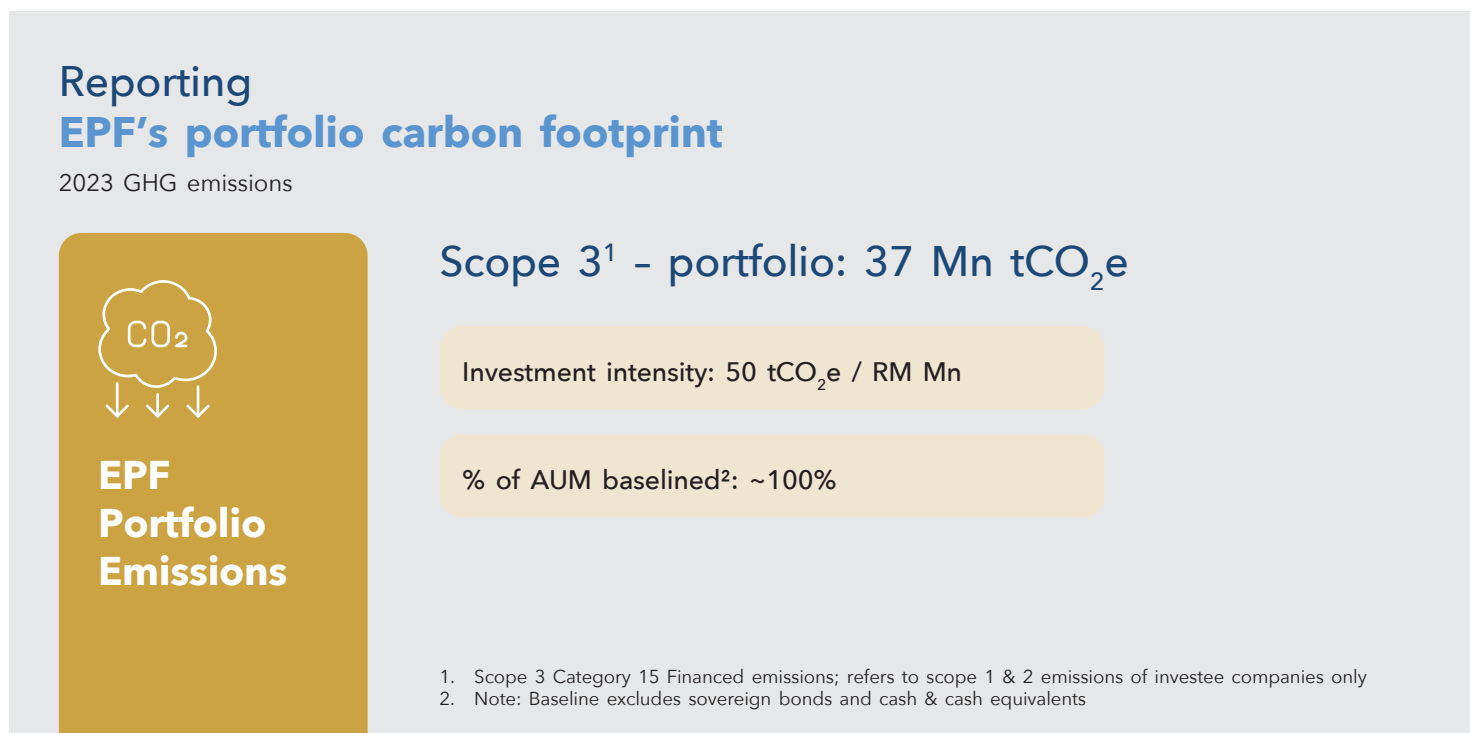 Reporting
EPF’s portfolio carbon footprint
2023 GHG emissions
CO₂
EPF
Portfolio
Emissions
Scope 3¹ – portfolio: 37 Mn tCO₂e
Investment intensity: 50 tCO₂e / RM Mn
% of AUM baselined²: ~100%
1. Scope 3 Category 15 Financed emissions; refers to scope 1 & 2 emissions of investee companies only
2. Note: Baseline excludes sovereign bonds and cash & cash equivalents